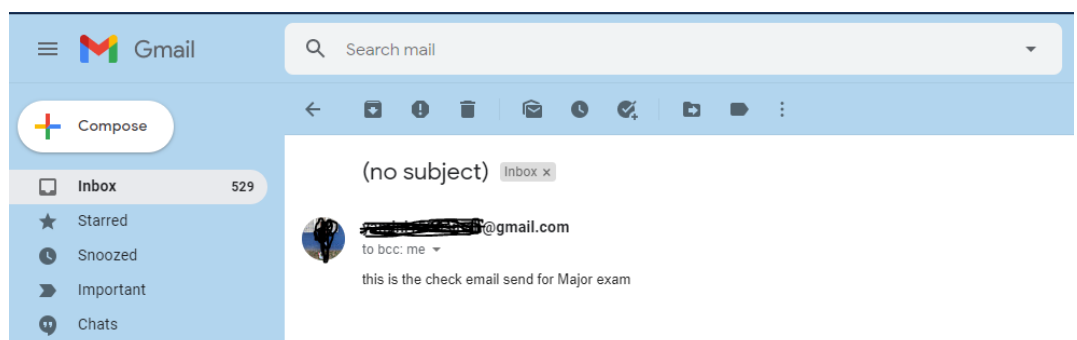 Gmail
Search mail
Compose
(no subject) Inbox x
Inbox 529
Starred
@gmail.com
Snoozed
to bcc: me
Important
this is the check email send for Major exam
Chats